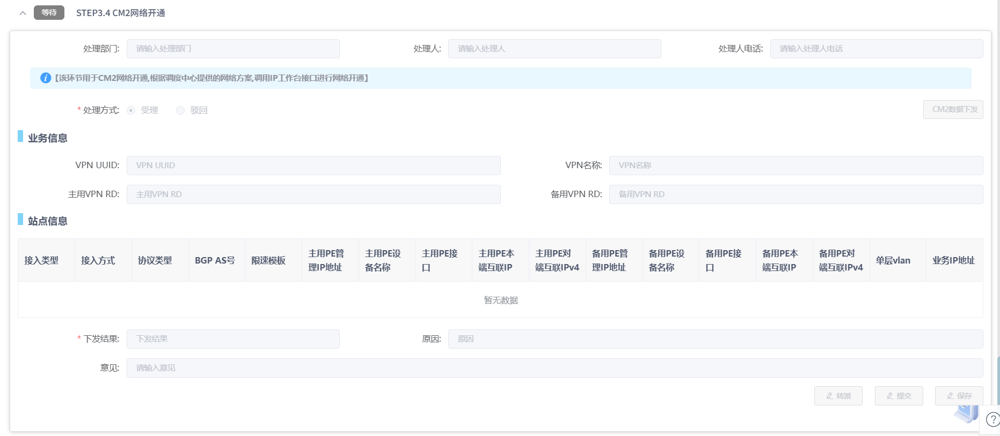 等待 STEP3.4 CM2网络开通
处理部门: 请输入处理部门 处理人: 请输入处理人 处理人电话: 请输入处理人电话
【该环节用于CM2网络开通,根据调度中心提供的网络方案,调用IP工作台接口进行网络开通】
* 处理方式: 受理 驳回 CM2数据下发
业务信息
VPN UUID: VPN UUID VPN名称: VPN名称
主用VPN RD: 主用VPN RD 备用VPN RD: 备用VPN RD
站点信息
接入类型 接入方式 协议类型 BGP AS号 限速模板 主用PE管理IP地址 主用PE设备名称 主用PE接口 主用PE本端互联IP 主用PE对端互联IPv4 备用PE管理IP地址 备用PE设备名称 备用PE接口 备用PE本端互联IP 备用PE对端互联IPv4 单层vlan 业务IP地址
暂无数据
* 下发结果: 下发结果 原因: 原因
意见: 请输入意见
转派 提交 保存
?